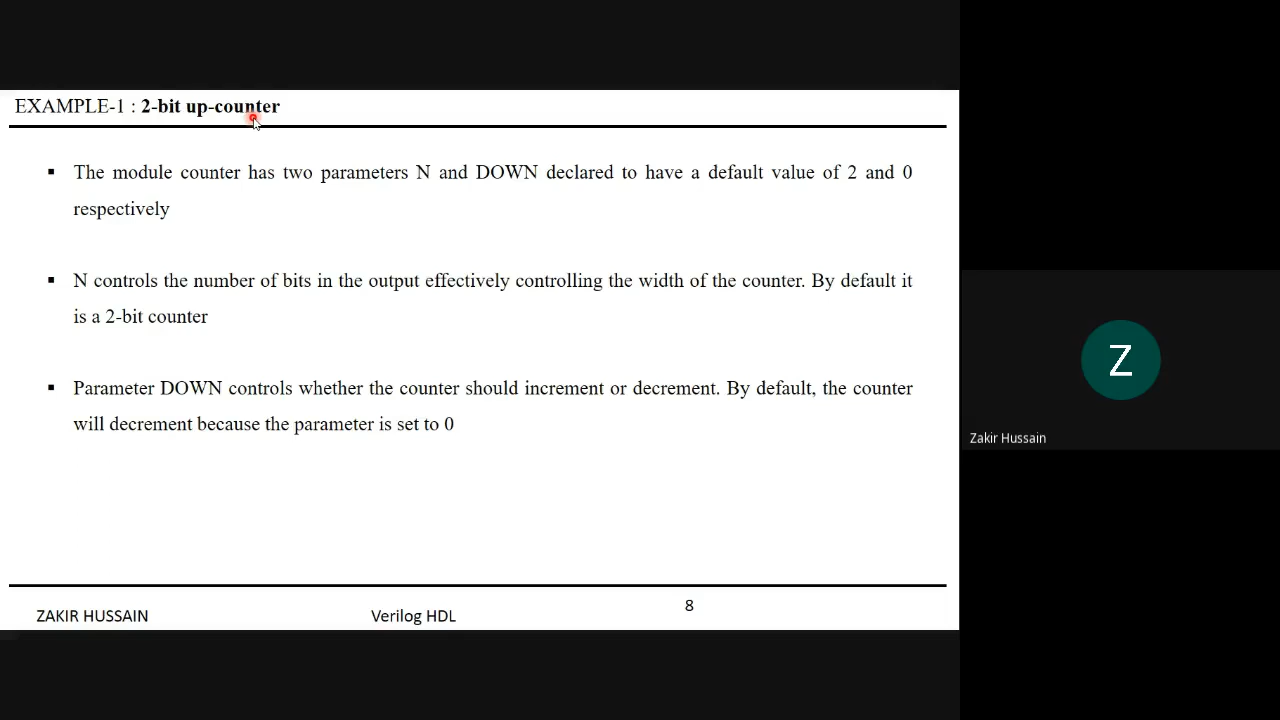 EXAMPLE-1 : 2-bit up-counter
▪ The module counter has two parameters N and DOWN declared to have a default value of 2 and 0
respectively
▪ N controls the number of bits in the output effectively controlling the width of the counter. By default it
is a 2-bit counter
▪ Parameter DOWN controls whether the counter should increment or decrement. By default, the counter
will decrement because the parameter is set to 0
ZAKIR HUSSAIN
Verilog HDL
8
Z
Zakir Hussain